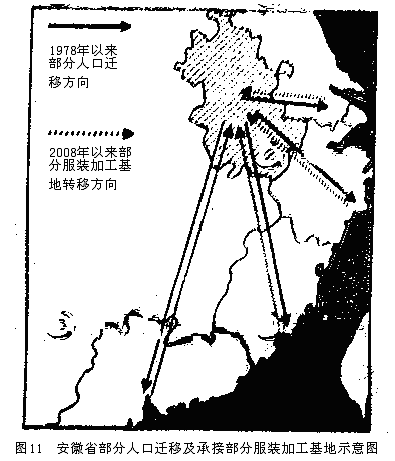 1978年以来
部分人口迁
移方向
2008年以来部
分服装加工基
地转移方向
图11 安徽省部分人口迁移及承接部分服装加工基地示意图